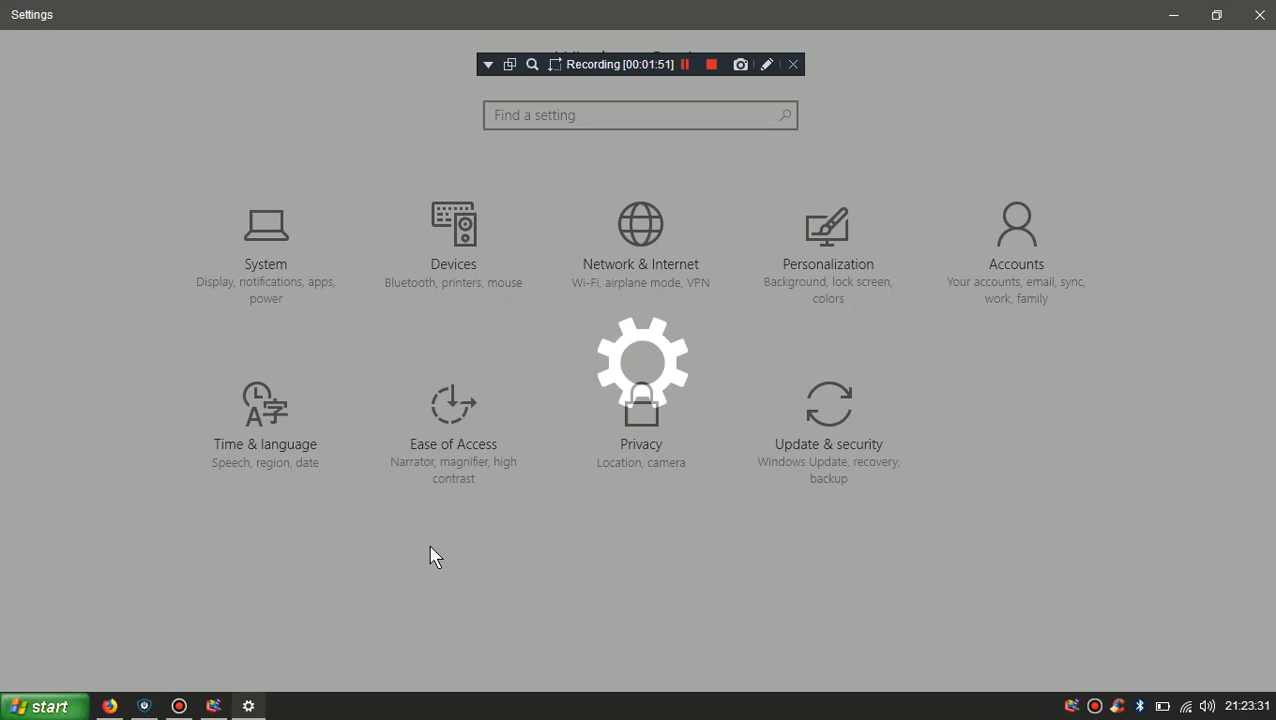 Settings
Recording [00:01:51]
Find a setting
System
Display, notifications, apps,
power
Devices
Bluetooth, printers, mouse
Network & Internet
Wi-Fi, airplane mode, VPN
Personalization
Background, lock screen,
colors
Accounts
Your accounts, email, sync,
work, family
Time & language
Speech, region, date
Ease of Access
Narrator, magnifier, high
contrast
Privacy
Location, camera
Update & security
Windows Update, recovery,
backup
start
21:23:31